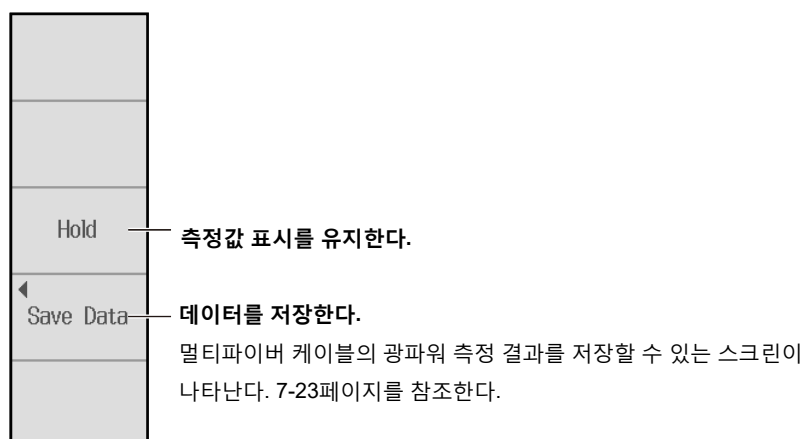 Hold
측정값 표시를 유지한다.
Save Data
데이터를 저장한다.
멀티파이버 케이블의 광파워 측정 결과를 저장할 수 있는 스크린이
나타난다. 7-23페이지를 참조한다.